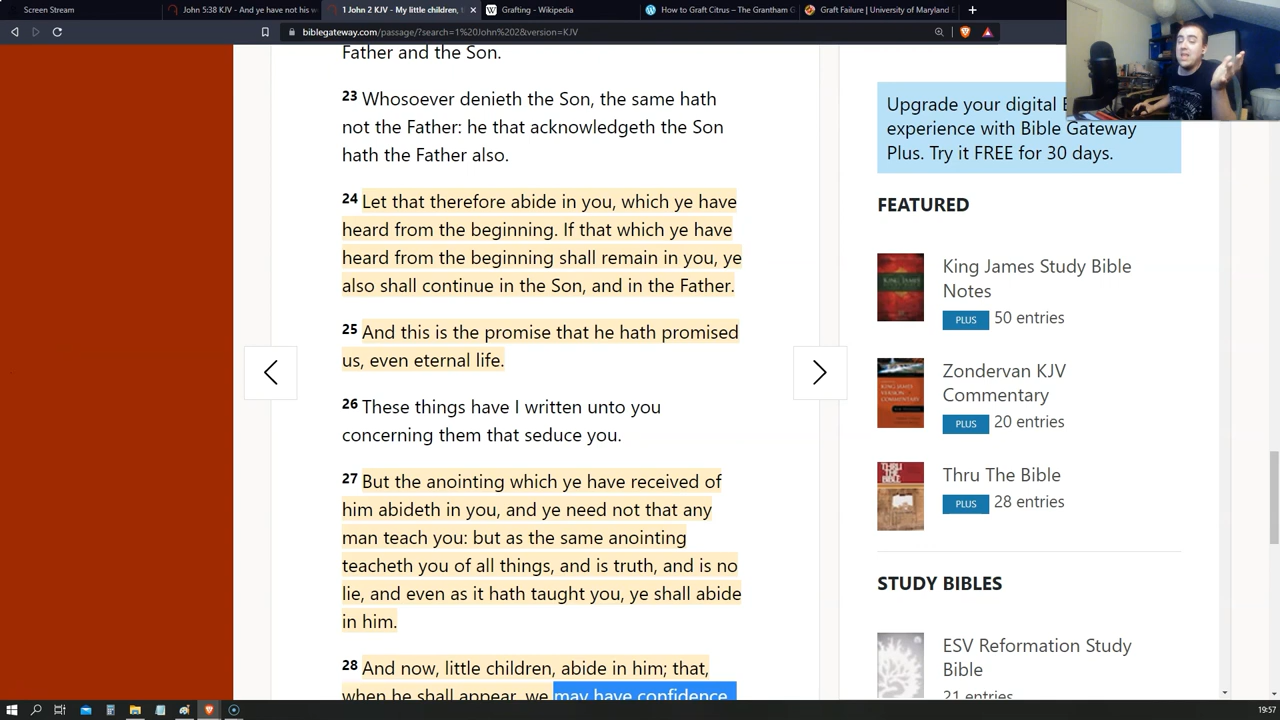 Screen Stream
John 5:38 KJV - And ye have not his w
1 John 2 KJV - My little children, t
Grafting - Wikipedia
How to Graft Citrus – The Grantham G
Graft Failure | University of Maryland E
biblegateway.com/passage/?search=1%20John%202&version=KJV
Father and the Son.
23 Whosoever denieth the Son, the same hath
not the Father: he that acknowledgeth the Son
hath the Father also.
24 Let that therefore abide in you, which ye have
heard from the beginning. If that which ye have
heard from the beginning shall remain in you, ye
also shall continue in the Son, and in the Father.
25 And this is the promise that he hath promised
us, even eternal life.
26 These things have I written unto you
concerning them that seduce you.
27 But the anointing which ye have received of
him abideth in you, and ye need not that any
man teach you: but as the same anointing
teacheth you of all things, and is truth, and is no
lie, and even as it hath taught you, ye shall abide
in him.
28 And now, little children, abide in him; that,
when he shall appear, we may have confidence,
Upgrade your digital
experience with Bible Gateway
Plus. Try it FREE for 30 days.
FEATURED
King James Study Bible
Notes
PLUS 50 entries
Zondervan KJV
Commentary
PLUS 20 entries
Thru The Bible
PLUS 28 entries
STUDY BIBLES
ESV Reformation Study
Bible
21 entries
19:57